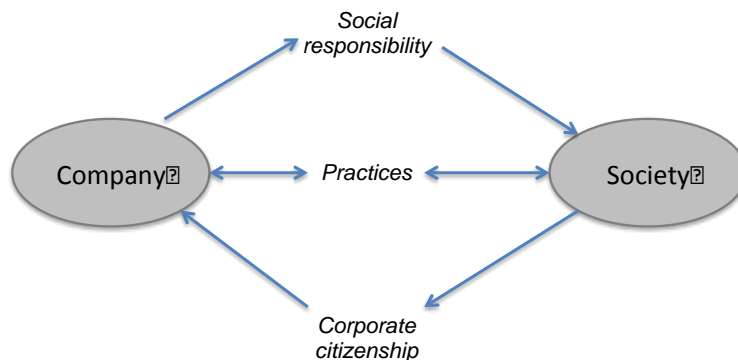 Social
responsibility
Company
Practices
Society
Corporate
citizenship